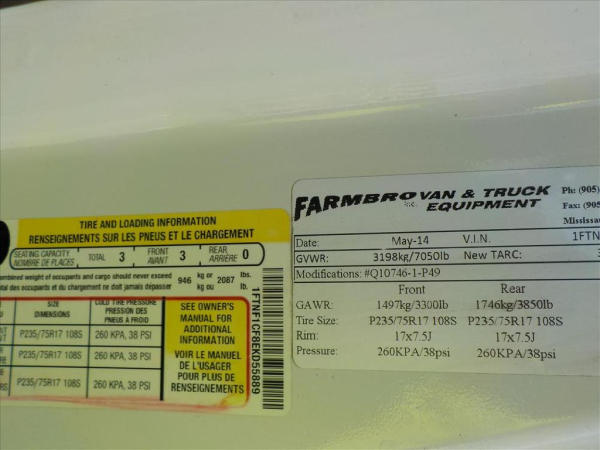 TIRE AND LOADING INFORMATION
RENSEIGNEMENTS SUR LES PNEUS ET LE CHARGEMENT
SEATING CAPACITY TOTAL 3 FRONT 3 REAR 0
NOMBRE DE PLACES AVANT ARRIÈRE
combined weight of occupants and cargo should never exceed 946 kg or 2087 lbs.
total des occupants et du chargement ne doit jamais dépasser kg ou lb.
SIZE COLD TIRE PRESSURE
DIMENSIONS PRESSION DES
PNEUS A FROID
P235/75R17 108S 260 KPA, 38 PSI
P235/75R17 108S 260 KPA, 38 PSI
P235/75R17 108S 260 KPA, 38 PSI
SEE OWNER'S
MANUAL FOR
ADDITIONAL
INFORMATION
VOIR LE MANUEL
DE L'USAGER
POUR PLUS DE
RENSEIGNEMENTS
1FTNF1CF8EKD55889
FARMBRO VAN & TRUCK Ph: (905)
INC. EQUIPMENT Fax: (905
Mississau
Date: May-14 V.I.N. 1FTN
GVWR: 3198kg/7050lb New TARC: 3
Modifications: #Q10746-1-P49
Front Rear
GAWR: 1497kg/3300lb 1746kg/3850lb
Tire Size: P235/75R17 108S P235/75R17 108S
Rim: 17x7.5J 17x7.5J
Pressure: 260KPA/38psi 260KPA/38psi